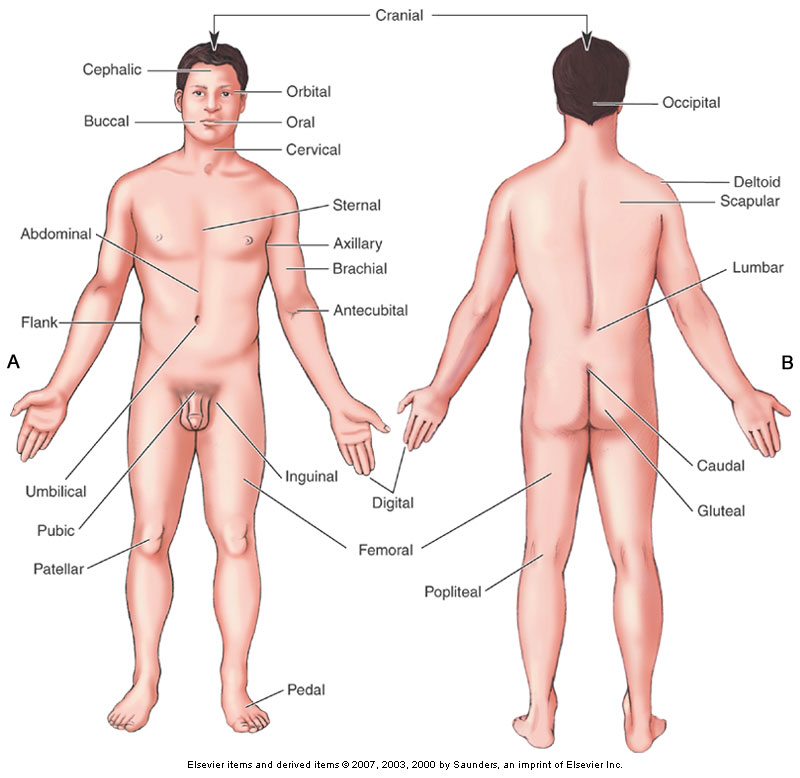 Cranial
Cephalic
Orbital
Buccal
Oral
Cervical
Occipital
Deltoid
Scapular
Sternal
Abdominal
Axillary
Brachial
Lumbar
Antecubital
Flank
A
B
Inguinal
Caudal
Umbilical
Digital
Gluteal
Pubic
Femoral
Patellar
Popliteal
Pedal
Elsevier items and derived items © 2007, 2003, 2000 by Saunders, an imprint of Elsevier Inc.